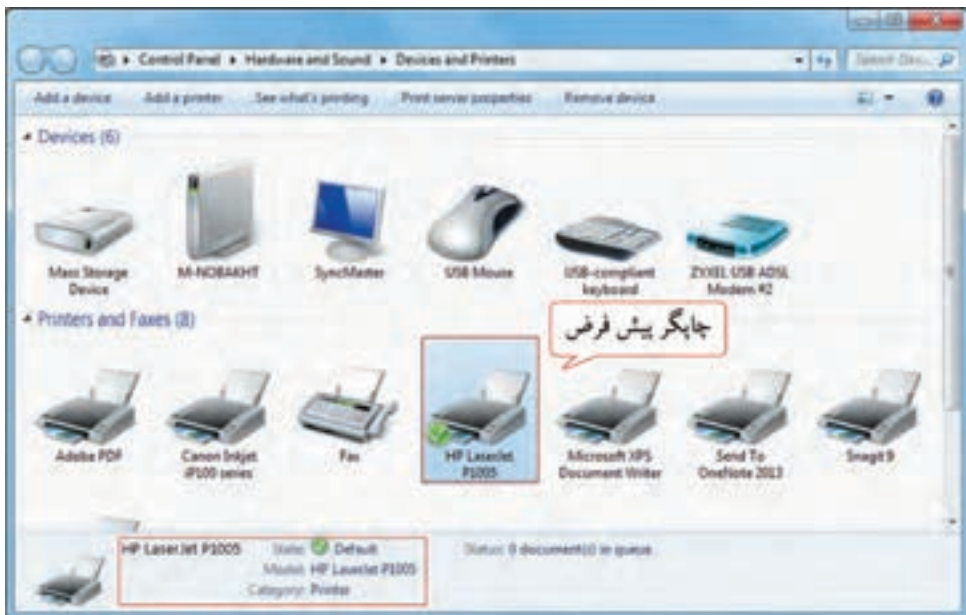 Control Panel ▸ Hardware and Sound ▸ Devices and Printers
Add a device Add a printer See what's printing Print server properties Remove device
Devices (6)
Mass Storage Device
M-NOBAKHT
SyncMaster
USB Mouse
USB-compliant keyboard
ZYXEL USB ADSL Modem #2
Printers and Faxes (8)
چاپگر پیش فرض
Adobe PDF
Canon Inkjet iP100 series
Fax
HP LaserJet P1005
Microsoft XPS Document Writer
Send To OneNote 2013
Snagit 9
HP LaserJet P1005 State: Default Status: 0 document(s) in queue
Model: HP LaserJet P1005
Category: Printer